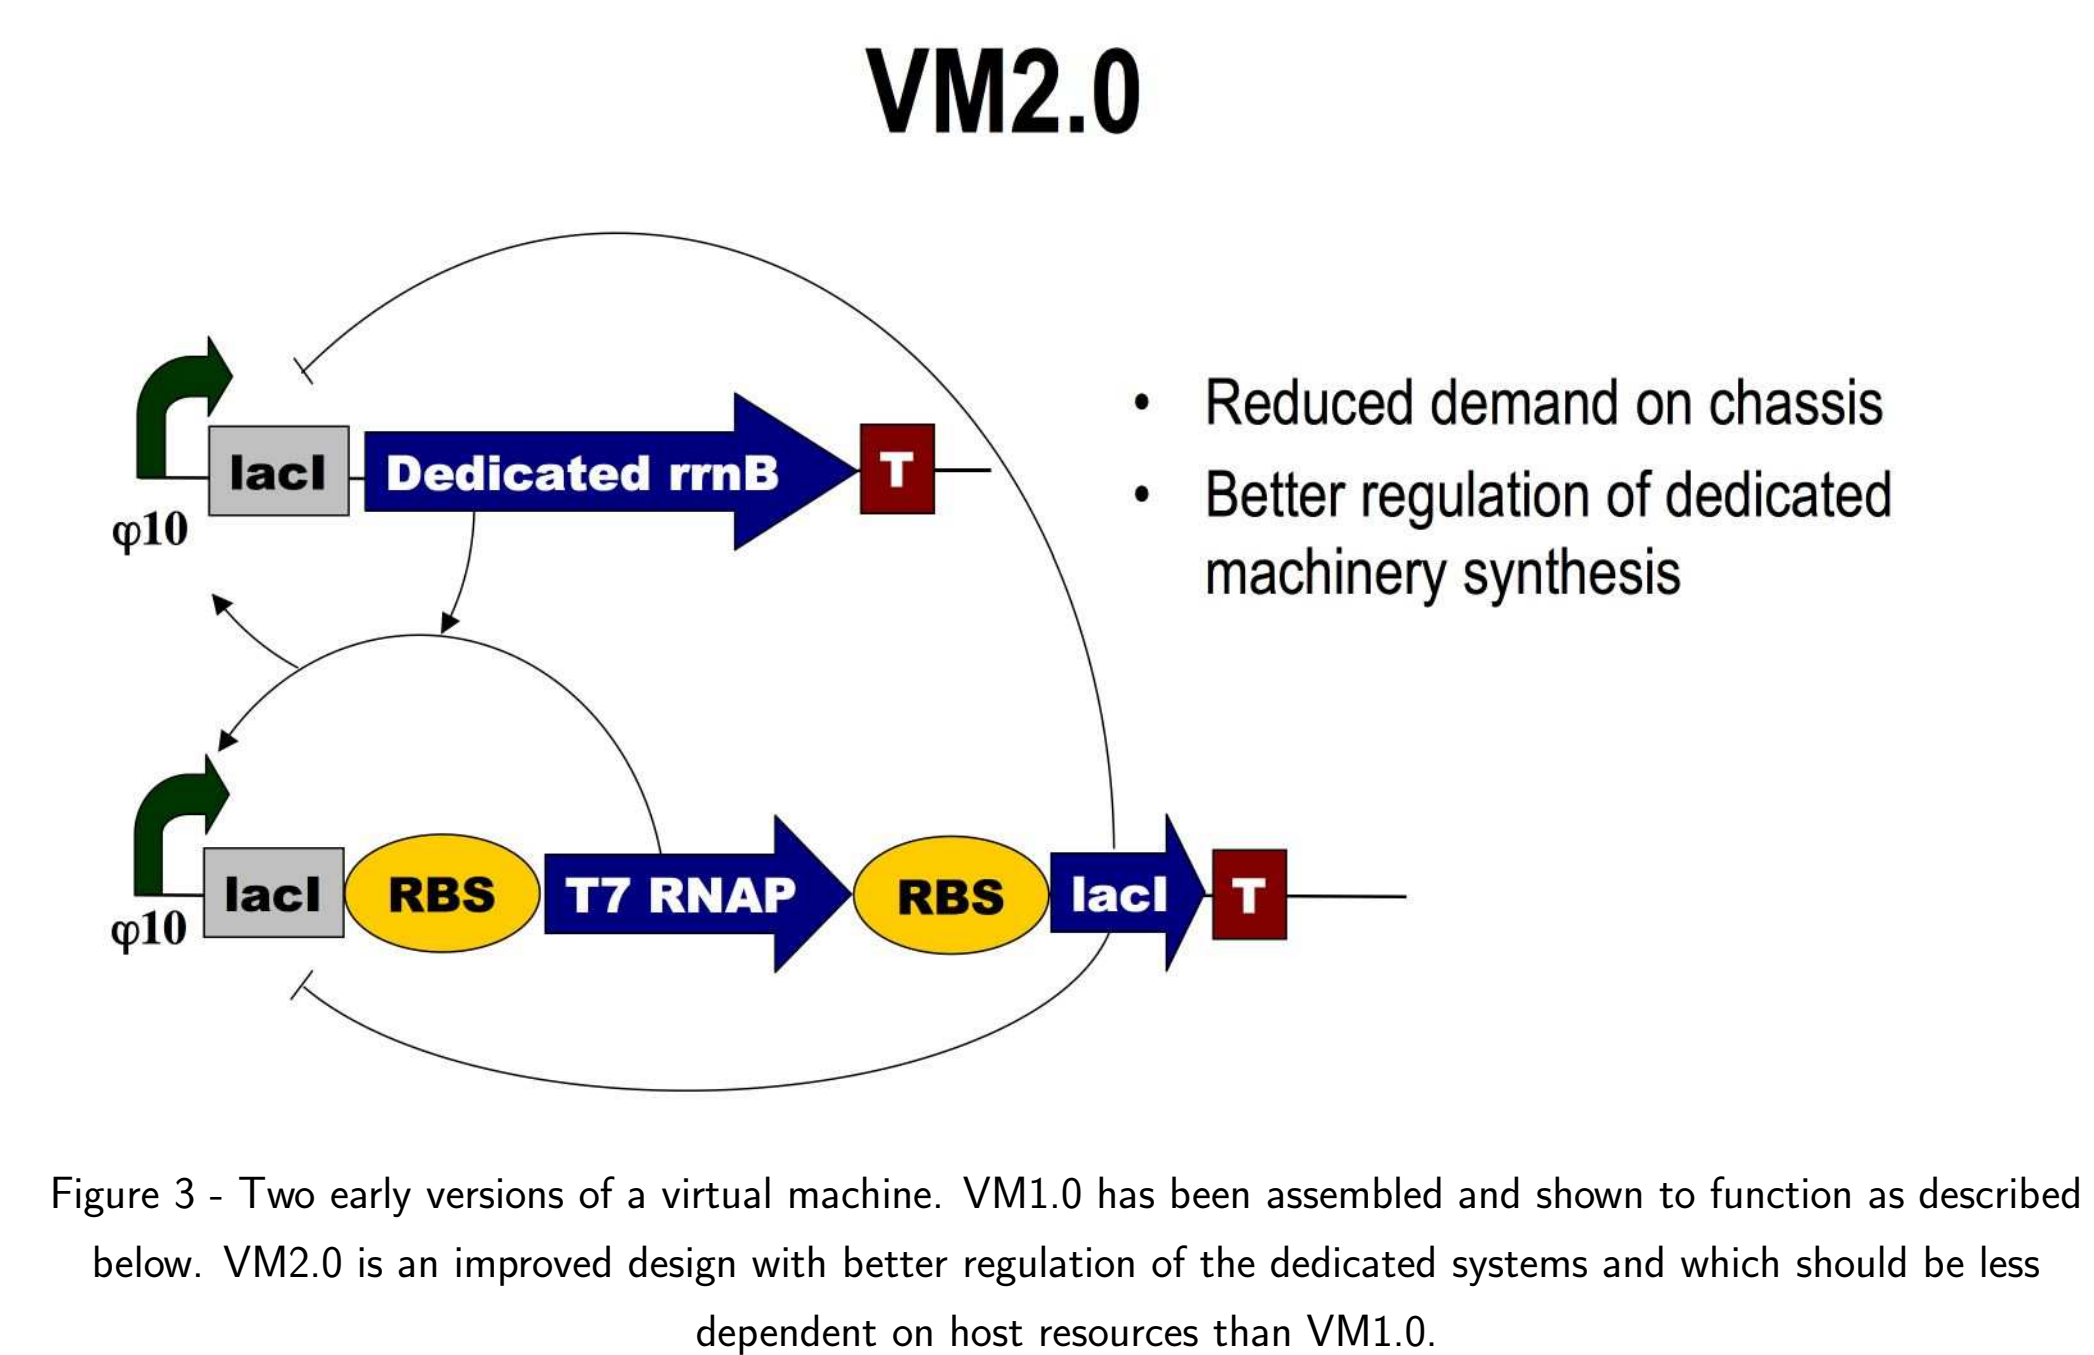 VM2.0
lacI Dedicated rrnB T
φ10
• Reduced demand on chassis
• Better regulation of dedicated
machinery synthesis
lacI RBS T7 RNAP RBS lacI T
φ10
Figure 3 - Two early versions of a virtual machine. VM1.0 has been assembled and shown to function as described
below. VM2.0 is an improved design with better regulation of the dedicated systems and which should be less
dependent on host resources than VM1.0.